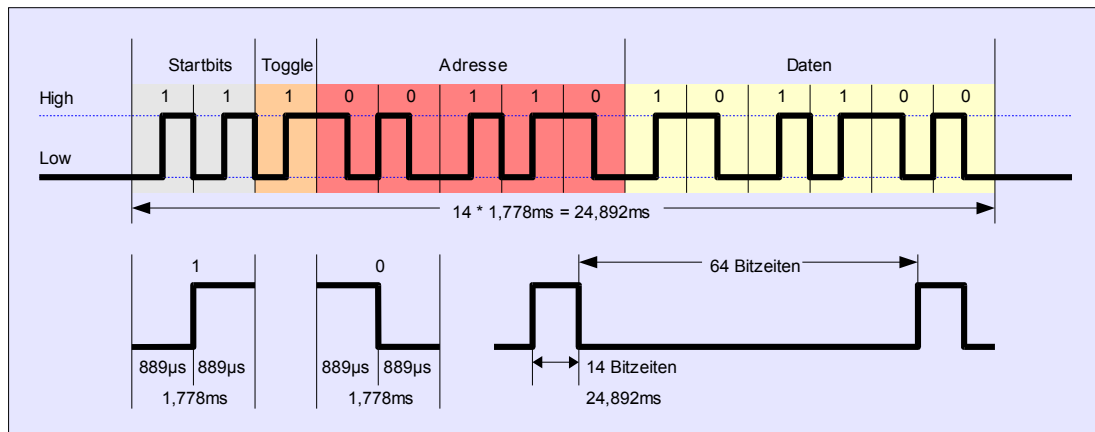 Startbits Toggle Adresse Daten
High 1 1 1 0 0 1 1 0 1 0 1 1 0 0
Low
14 * 1,778ms = 24,892ms
1 0 64 Bitzeiten
889µs 889µs 889µs 889µs 14 Bitzeiten
1,778ms 1,778ms 24,892ms